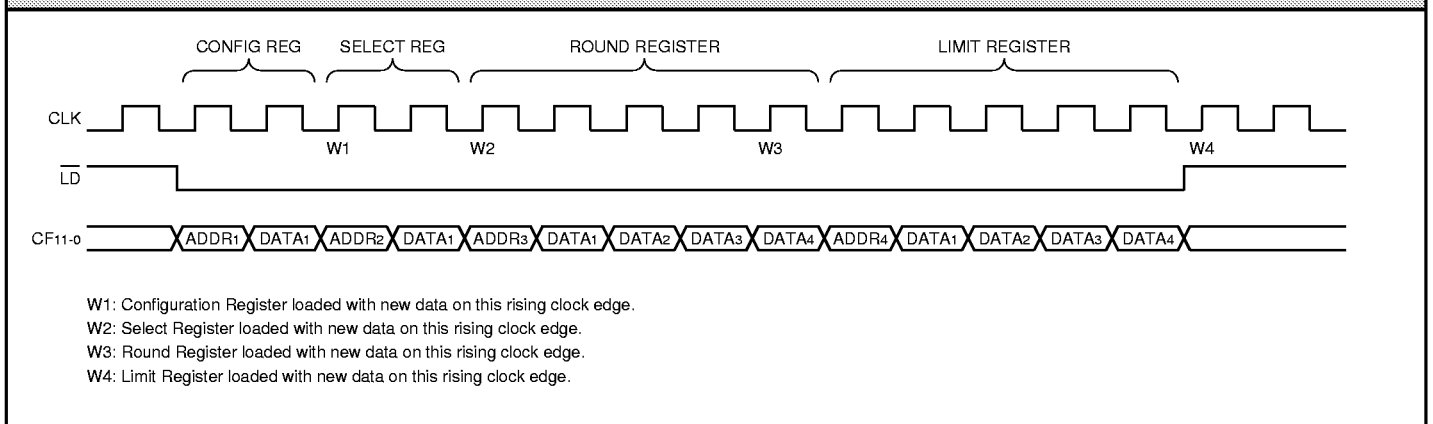 CONFIG REG SELECT REG ROUND REGISTER LIMIT REGISTER
CLK
W1 W2 W3 W4
LD
CF11-0 ADDR1 DATA1 ADDR2 DATA1 ADDR3 DATA1 DATA2 DATA3 DATA4 ADDR4 DATA1 DATA2 DATA3 DATA4
W1: Configuration Register loaded with new data on this rising clock edge.
W2: Select Register loaded with new data on this rising clock edge.
W3: Round Register loaded with new data on this rising clock edge.
W4: Limit Register loaded with new data on this rising clock edge.